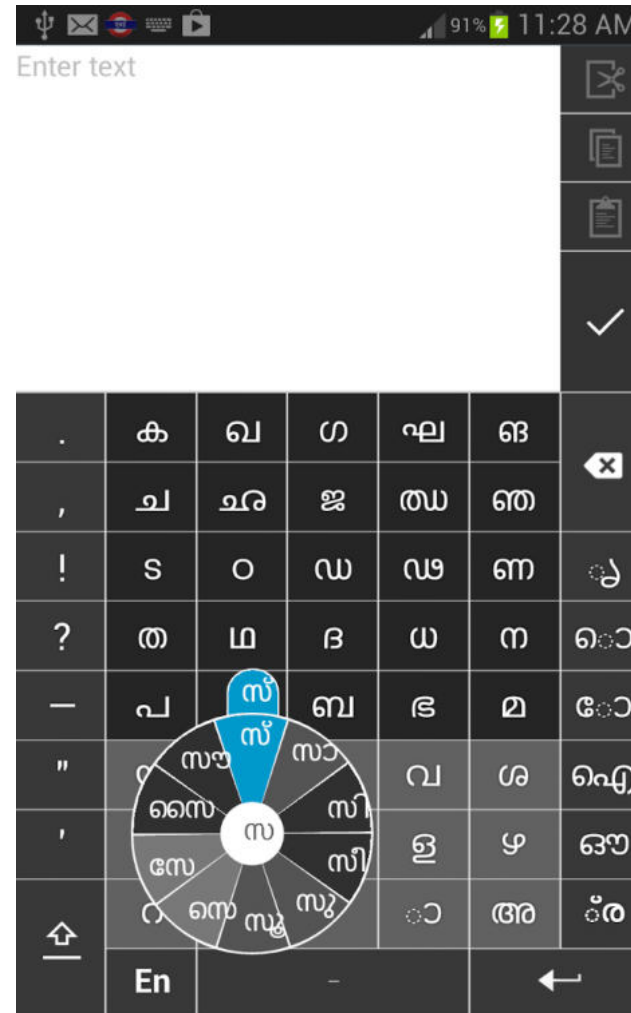 91% 11:28 AM
Enter text
. ക ഖ ഗ ഘ ങ
, ച ഛ ജ ഝ ഞ
! ട ഠ ഡ ഢ ണ ൃ
? ത ഥ ദ ധ ന ൊ
– പ സ് ബ ഭ മ ോ
" സൗ സ് സാ വ ശ ഐ
' സൈ സ സി
സേ സീ ള ഴ ഔ
റ സെ സൂ സു ാ അ ്ര
En –